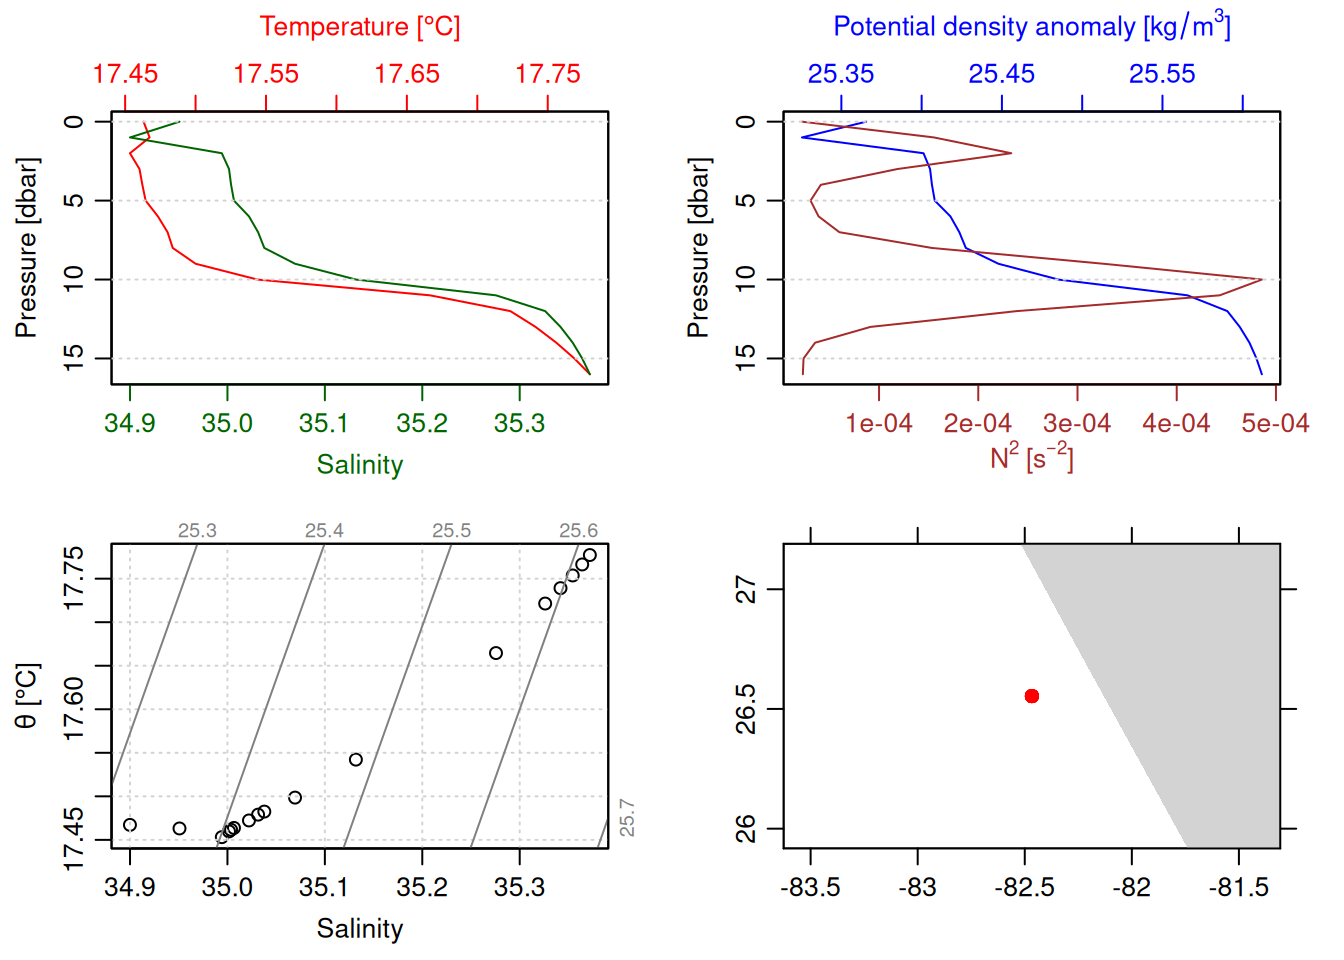 Temperature [°C]
17.45 17.55 17.65 17.75
Pressure [dbar]
0
5
10
15
34.9 35.0 35.1 35.2 35.3
Salinity
Potential density anomaly [kg/m³]
25.35 25.45 25.55
Pressure [dbar]
0
5
10
15
1e-04 2e-04 3e-04 4e-04 5e-04
N² [s⁻²]
25.3 25.4 25.5 25.6
25.7
θ [°C]
17.75
17.60
17.45
34.9 35.0 35.1 35.2 35.3
Salinity
27
26.5
26
-83.5 -83 -82.5 -82 -81.5